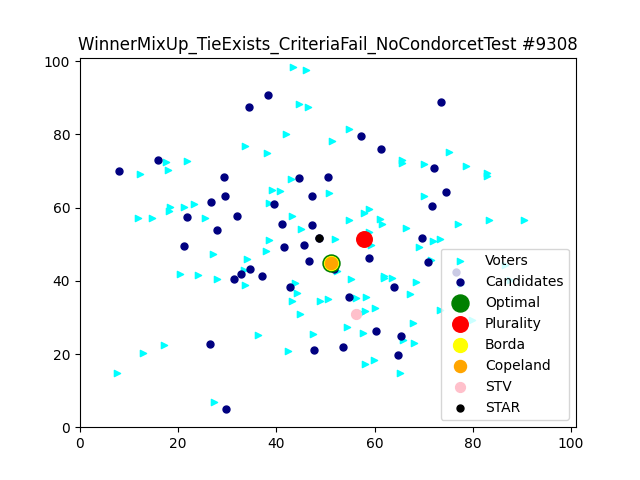 WinnerMixUp_TieExists_CriteriaFail_NoCondorcetTest #9308
100
80
60
40
20
0
0 20 40 60 80 100
Voters
Candidates
Optimal
Plurality
Borda
Copeland
STV
STAR